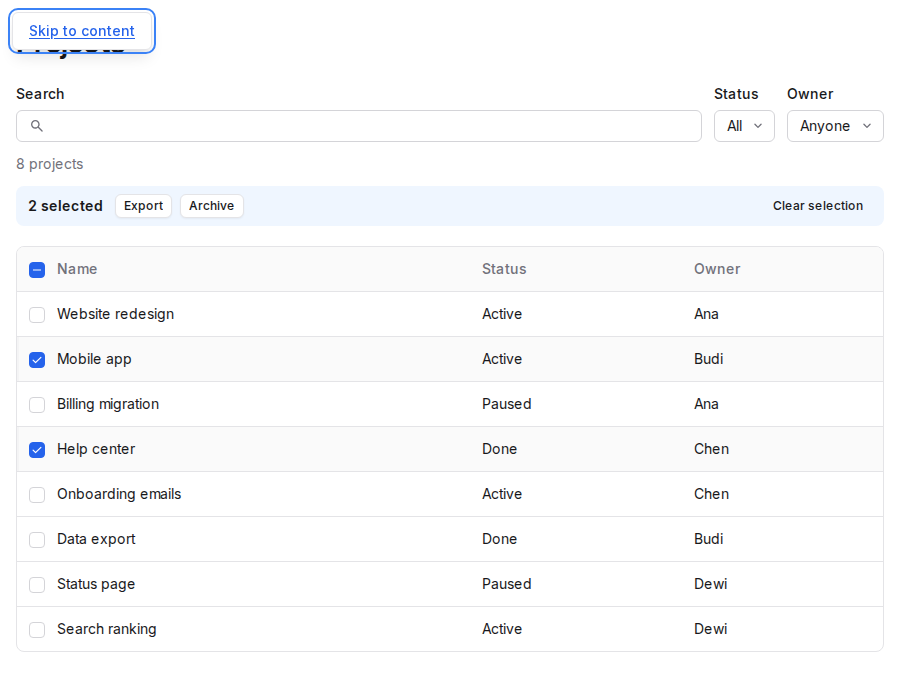 Skip to content
Search
Status
Owner
All
Anyone
8 projects
2 selected Export Archive Clear selection
Name Status Owner
Website redesign Active Ana
Mobile app Active Budi
Billing migration Paused Ana
Help center Done Chen
Onboarding emails Active Chen
Data export Done Budi
Status page Paused Dewi
Search ranking Active Dewi